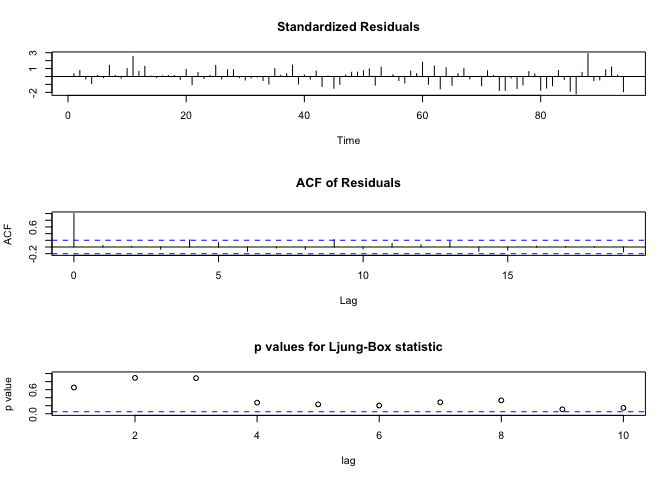 Standardized Residuals
3
1
-2
0 20 40 60 80
Time
ACF of Residuals
ACF
0.6
-0.2
0 5 10 15
Lag
p values for Ljung-Box statistic
p value
0.6
0.0
2 4 6 8 10
lag